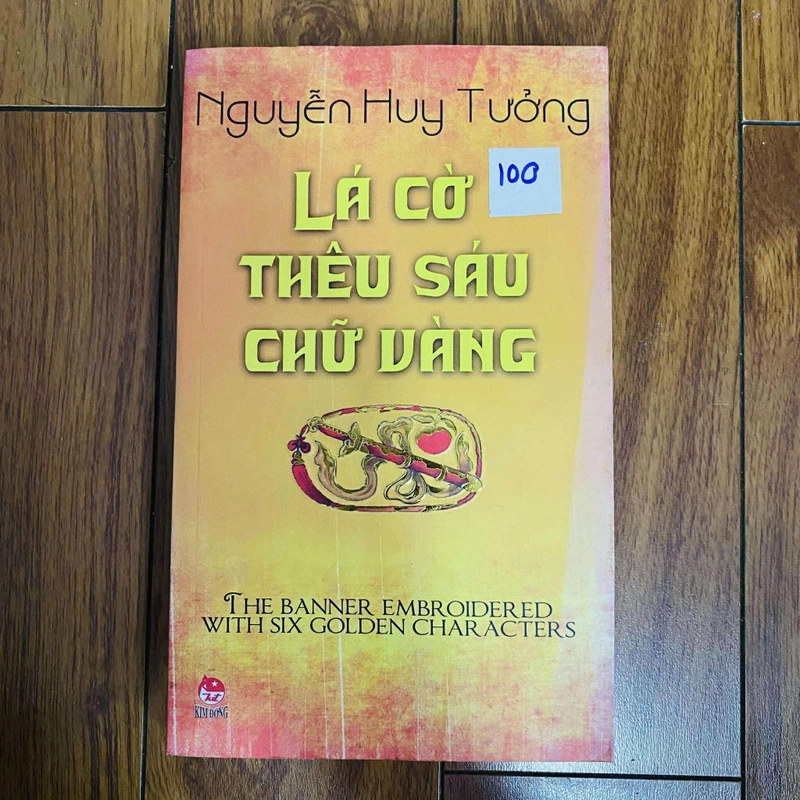 Nguyễn Huy Tưởng
LÁ CỜ
100
THÊU SÁU
CHỮ VÀNG
THE BANNER EMBROIDERED
WITH SIX GOLDEN CHARACTERS
KIM ĐỒNG